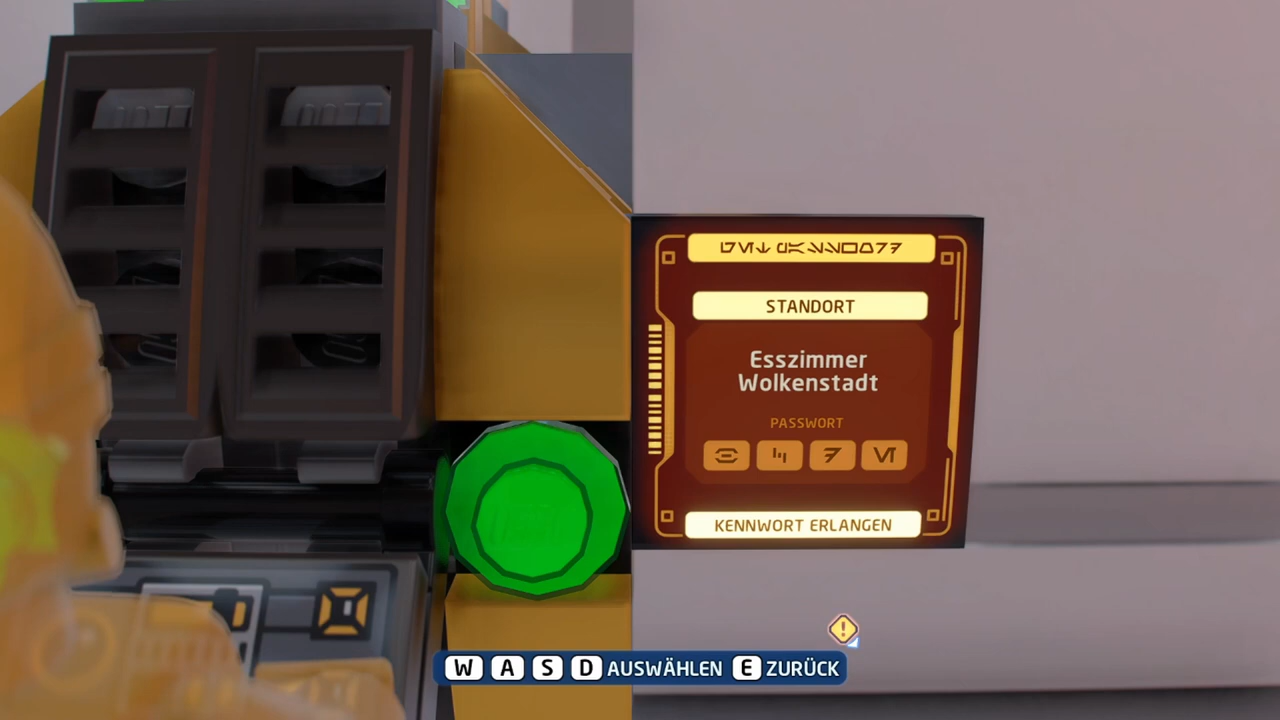 STANDORT
Esszimmer
Wolkenstadt
PASSWORT
KENNWORT ERLANGEN
W A S D AUSWÄHLEN E ZURÜCK